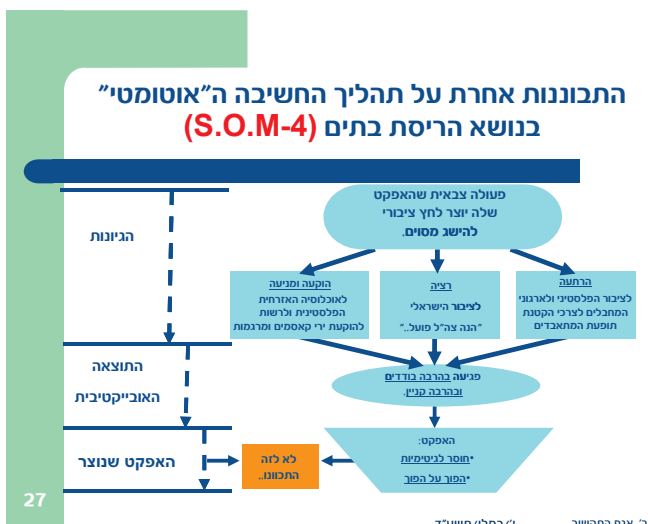 התבוננות אחרת על תהליך החשיבה ה"אוטומטי"
בנושא הריסת בתים (S.O.M-4)
פעולה צבאית שהאפקט
שלה יוצר לחץ ציבורי
להישג מסוים.
הגיונות
הרתעה
לציבור הפלסטיני ולארגוני
המחבלים לצרכי הקטנת
תופעת המתאבדים
רציה
לציבור הישראלי
"הנה צה"ל פועל.."
הוקעה ומניעה
לאוכלוסיה האזרחית
הפלסטינית ולרשות
להוקעת ירי קאסמים ומרגמות
התוצאה
האובייקטיבית
פגיעה בהרבה בודדים
ובהרבה קניין.
האפקט שנוצר
האפקט:
*חוסר לגיטימיות
*הפוך על הפוך
לא לזה
התכוונו..
27